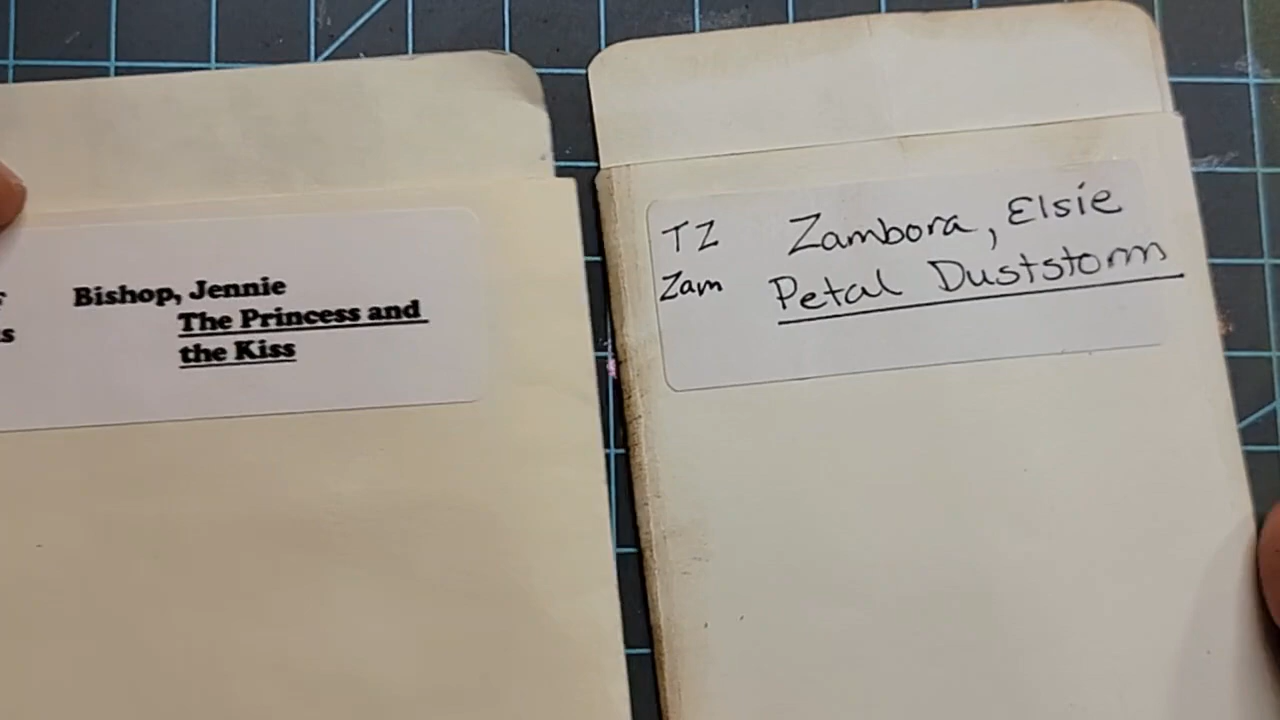 Bishop, Jennie
The Princess and
the Kiss
TZ Zambora, Elsie
Zam Petal Duststorm